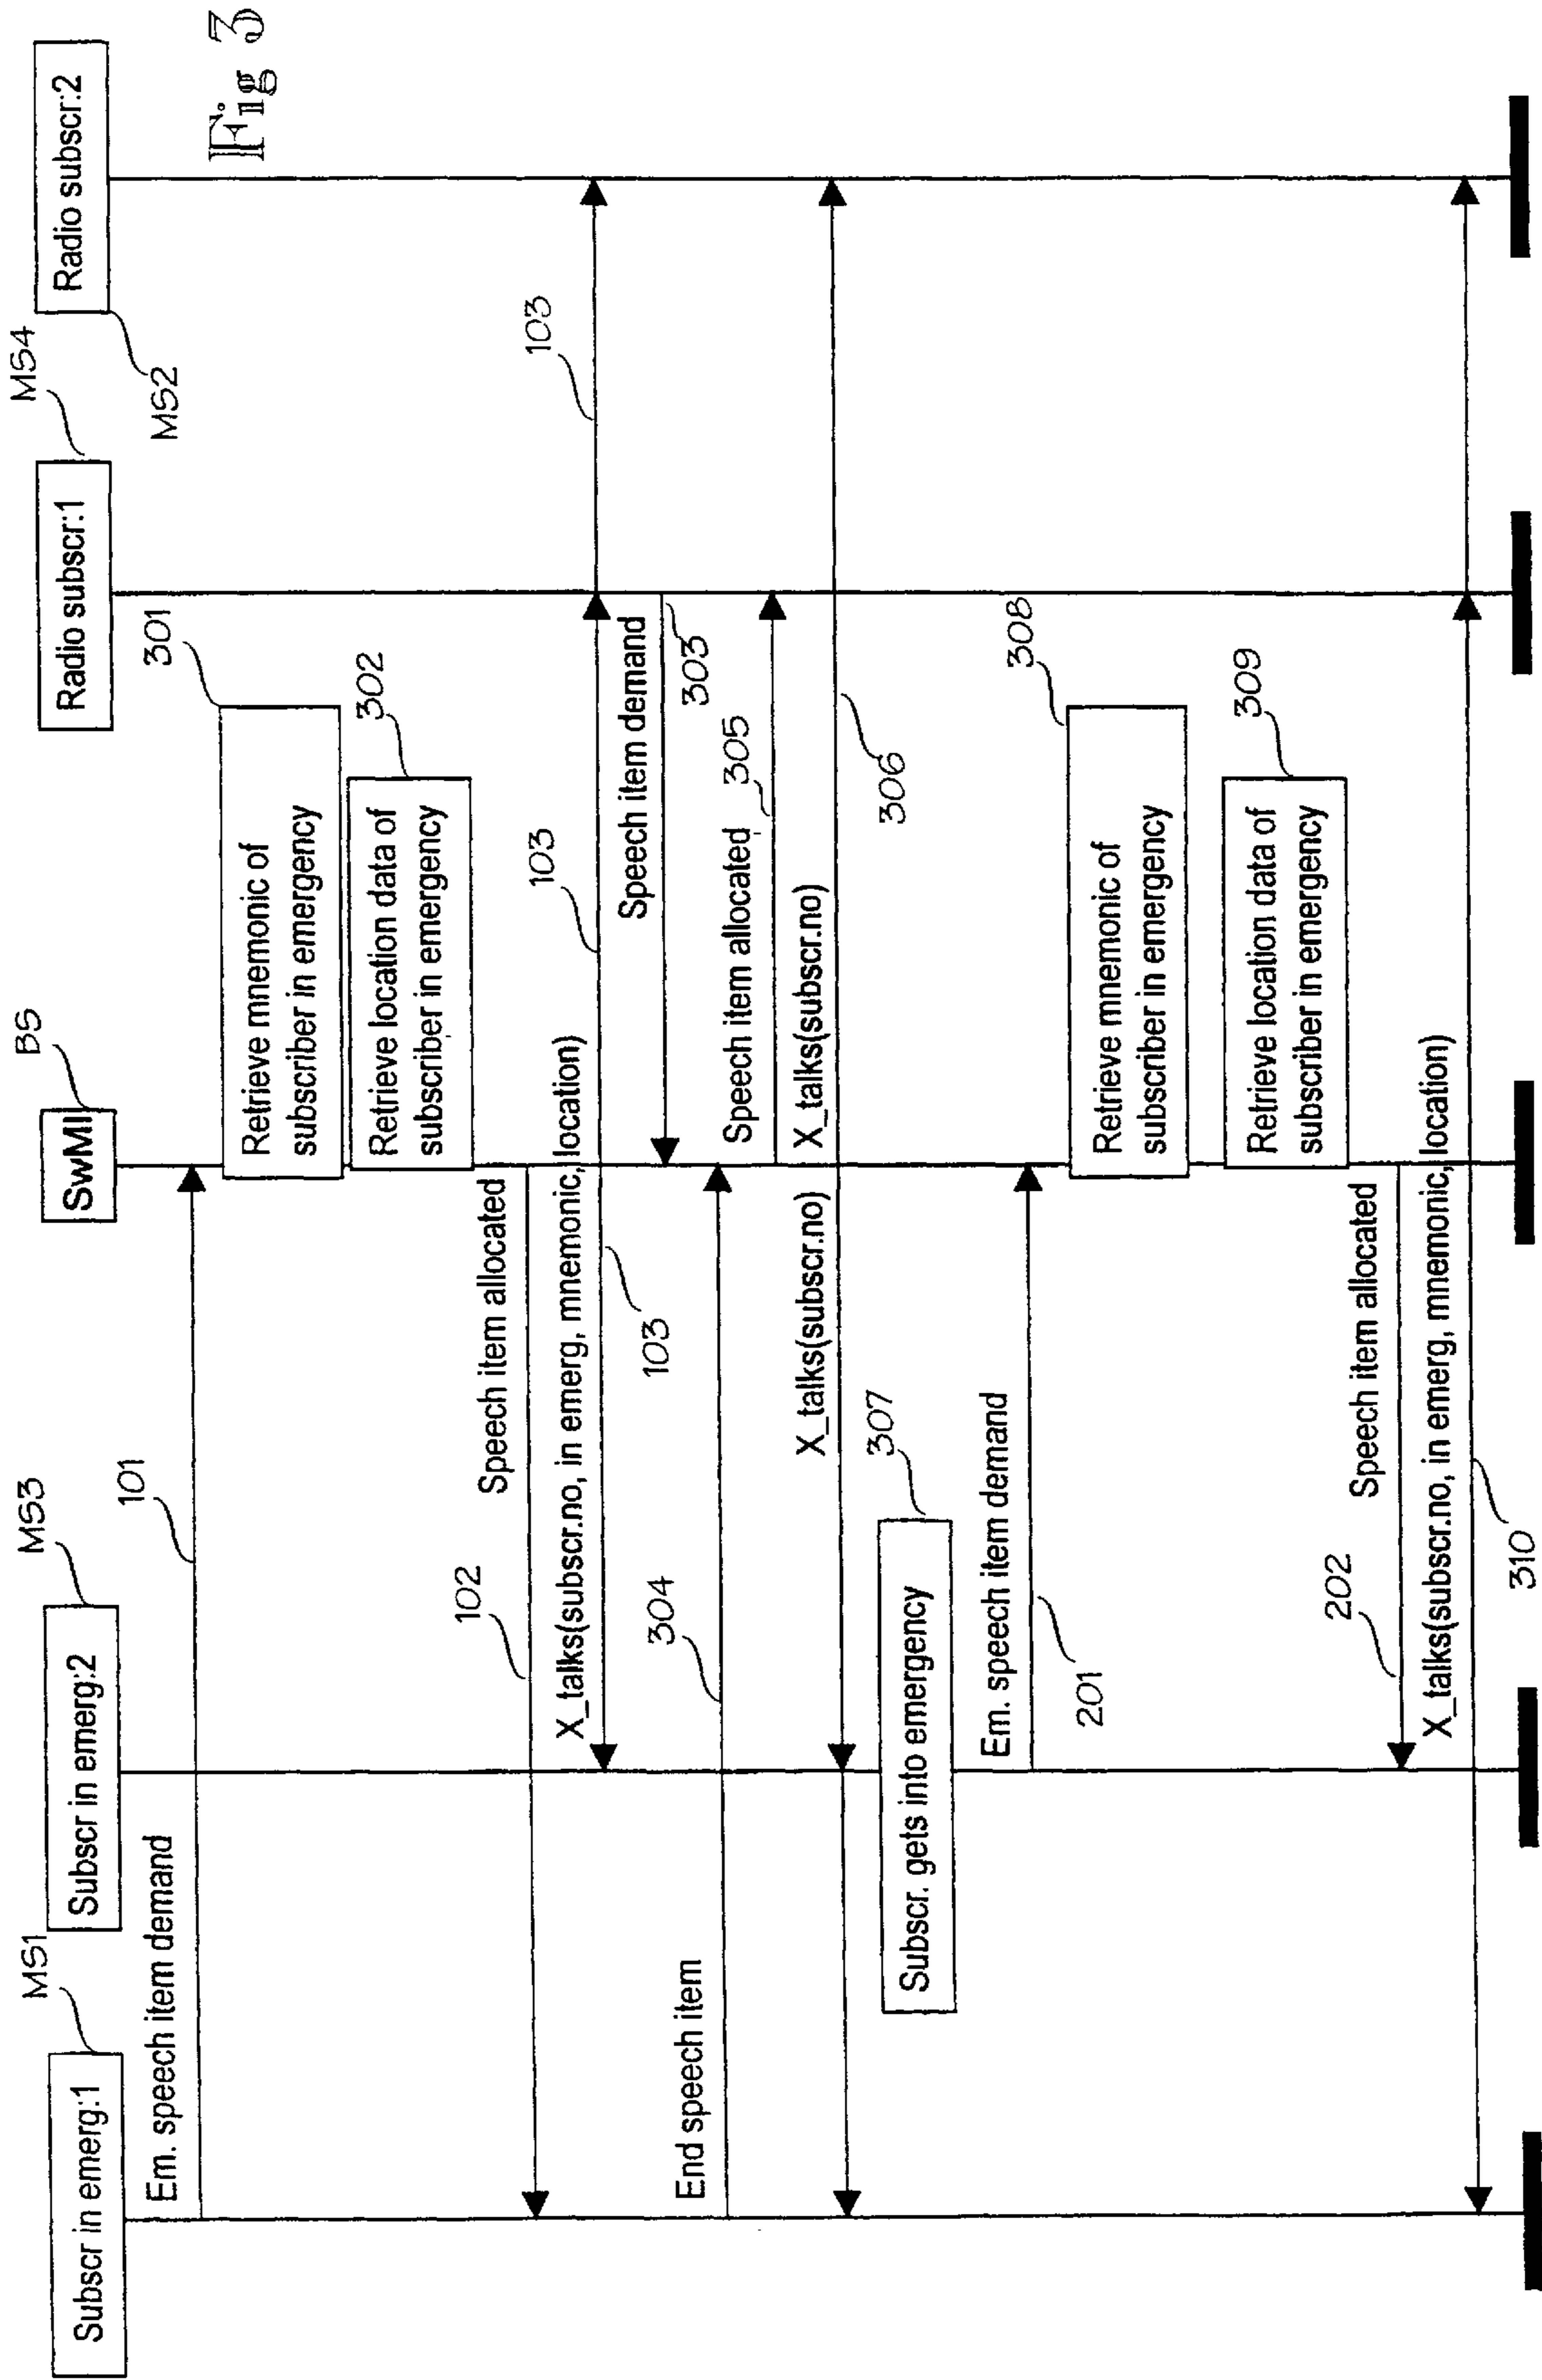 Fig 3
Subscr in emerg:1
MS1
Subscr in emerg:2
MS3
SwMI
BS
Radio subscr:1
MS4
Radio subscr:2
MS2
Em. speech item demand
101
Retrieve mnemonic of
subscriber in emergency
301
Retrieve location data of
subscriber in emergency
302
Speech item allocated
102
X_talks(subscr.no, in emerg, mnemonic, location)
103
103
103
Speech item demand
303
End speech item
304
Speech item allocated
305
X_talks(subscr.no)
X_talks(subscr.no)
306
Subscr. gets into emergency
307
Em. speech item demand
201
Retrieve mnemonic of
subscriber in emergency
308
Retrieve location data of
subscriber in emergency
309
Speech item allocated
202
X_talks(subscr.no, in emerg, mnemonic, location)
310